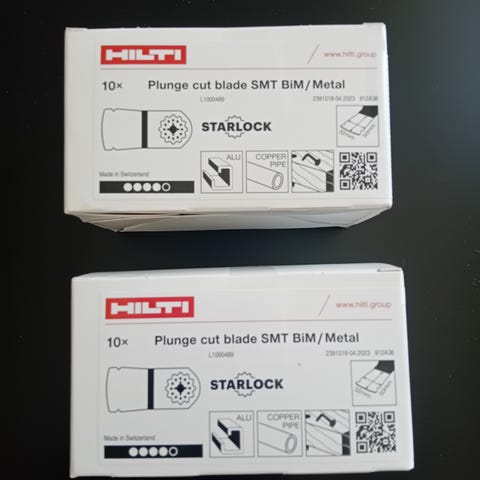 HILTI
www.hilti.group
10× Plunge cut blade SMT BiM/Metal
L1000489 2391018-04.2023 912A36
STARLOCK
ALU COPPER PIPE
Made in Switzerland
HILTI
www.hilti.group
10× Plunge cut blade SMT BiM/Metal
L1000489 2391018-04.2023 912A36
STARLOCK
ALU COPPER PIPE
Made in Switzerland